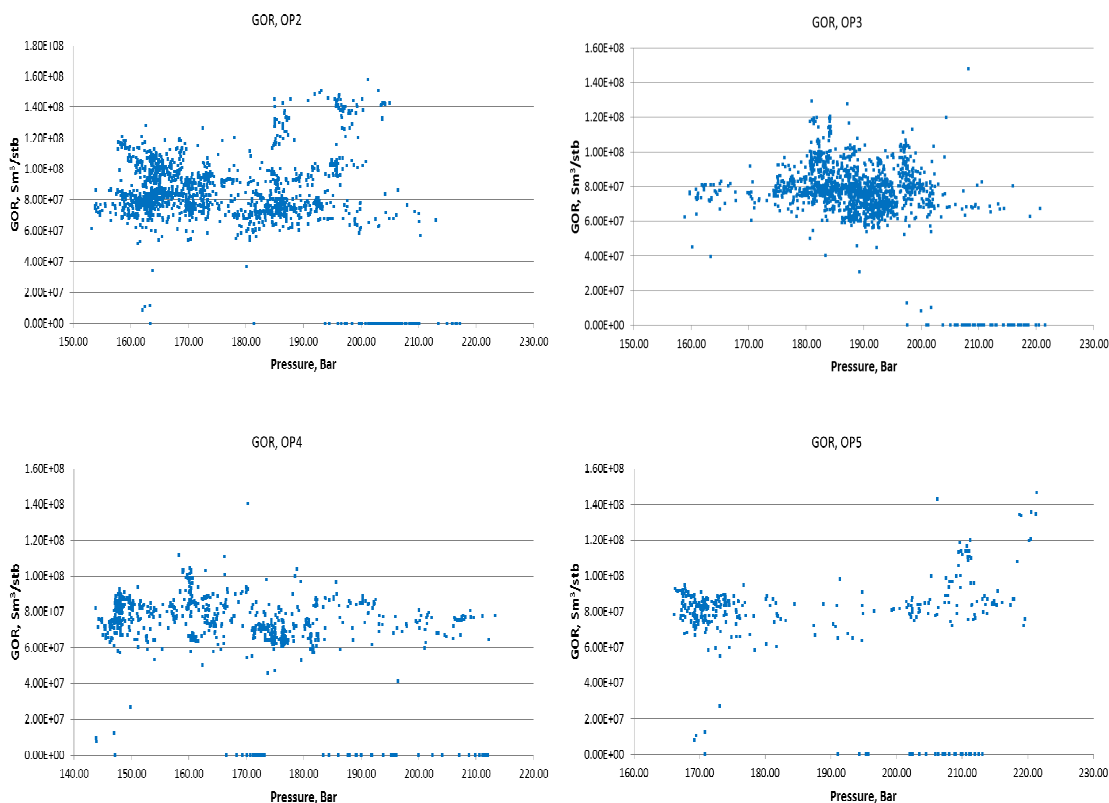 GOR, OP2
1.80E+08
1.60E+08
1.40E+08
1.20E+08
1.00E+08
8.00E+07
6.00E+07
4.00E+07
2.00E+07
0.00E+00
GOR, Sm³/stb
150.00 160.00 170.00 180.00 190.00 200.00 210.00 220.00 230.00
Pressure, Bar
GOR, OP3
1.60E+08
1.40E+08
1.20E+08
1.00E+08
8.00E+07
6.00E+07
4.00E+07
2.00E+07
0.00E+00
GOR, Sm³/stb
150.00 160.00 170.00 180.00 190.00 200.00 210.00 220.00 230.00
Pressure, Bar
GOR, OP4
1.60E+08
1.40E+08
1.20E+08
1.00E+08
8.00E+07
6.00E+07
4.00E+07
2.00E+07
0.00E+00
GOR, Sm³/stb
140.00 150.00 160.00 170.00 180.00 190.00 200.00 210.00 220.00
Pressure, Bar
GOR, OP5
1.60E+08
1.40E+08
1.20E+08
1.00E+08
8.00E+07
6.00E+07
4.00E+07
2.00E+07
0.00E+00
GOR, Sm³/stb
160.00 170.00 180.00 190.00 200.00 210.00 220.00 230.00
Pressure, Bar